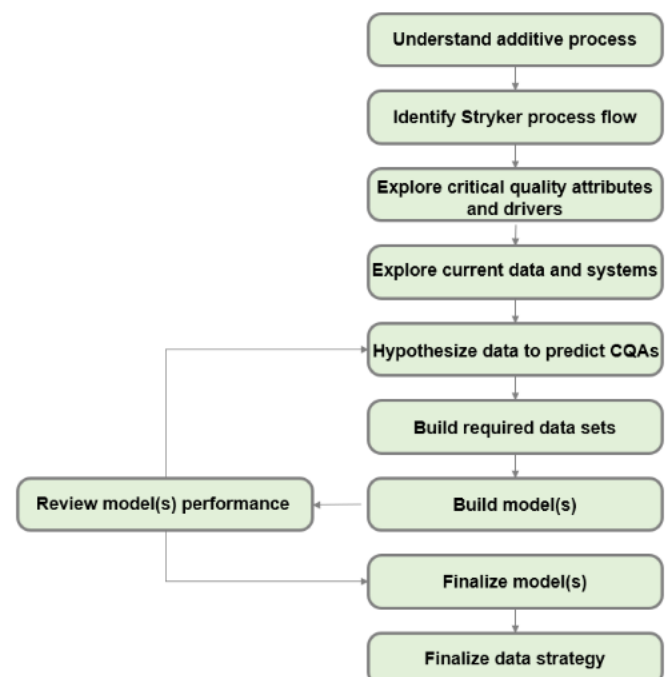 Understand additive process
Identify Stryker process flow
Explore critical quality attributes
and drivers
Explore current data and systems
Hypothesize data to predict CQAs
Build required data sets
Review model(s) performance
Build model(s)
Finalize model(s)
Finalize data strategy